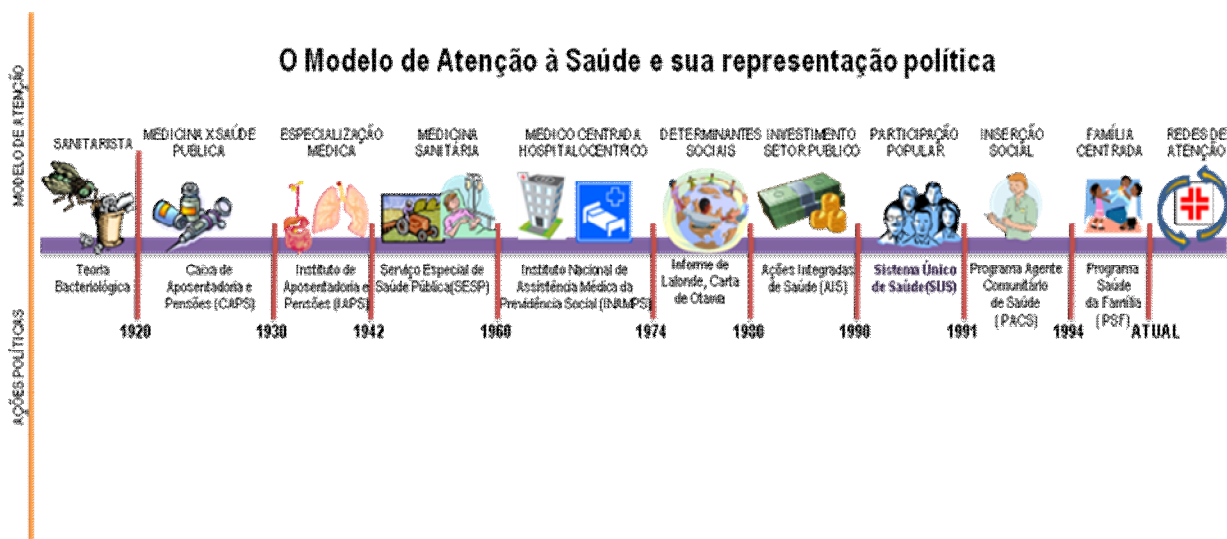 O Modelo de Atenção à Saúde e sua representação política
MODELO DE ATENÇÃO
SANITARISTA
MEDICINA X SAÚDE
PUBLICA
ESPECIALIZAÇÃO
MEDICA
MEDICINA
SANITÁRIA
MEDICO CENTRADA
HOSPITALOCENTRICO
DETERMINANTES
SOCIAIS
INVESTIMENTO
SETOR PUBLICO
PARTICIPAÇÃO
POPULAR
INSERÇÃO
SOCIAL
FAMÍLIA
CENTRADA
REDES DE
ATENÇÃO
AÇÕES POLÍTICAS
Teoria
Bacteriológica
Caixa de
Aposentadoria e
Pensões (CAPS)
Instituto de
Aposentadoria e
Pensões (IAPS)
Serviço Especial de
Saúde Pública(SESP)
Instituto Nacional de
Assistência Médica da
Previdência Social (INAMPS)
Informe de
Lalonde, Carta
de Otawa
Ações Integradas
de Saúde (AIS)
Sistema Único
de Saúde(SUS)
Programa Agente
Comunitário
de Saúde
(PACS)
Programa
Saúde
da Família
(PSF)
1920
1930
1942
1960
1974
1980
1990
1991
1994
ATUAL